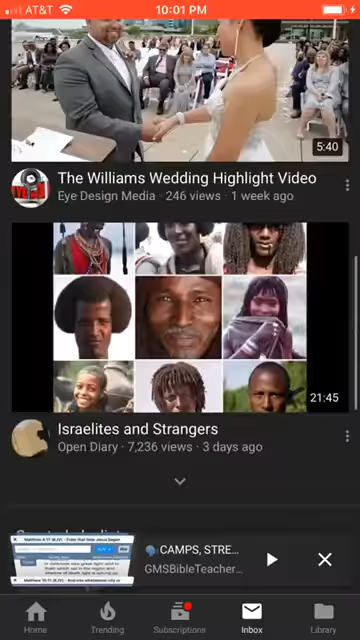 AT&T 10:01 PM
5:40
The Williams Wedding Highlight Video
Eye Design Media · 246 views · 1 week ago
21:45
Israelites and Strangers
Open Diary · 7,236 views · 3 days ago
CAMPS, STRE...
GMSBibleTeacher...
Home Trending Subscriptions Inbox Library